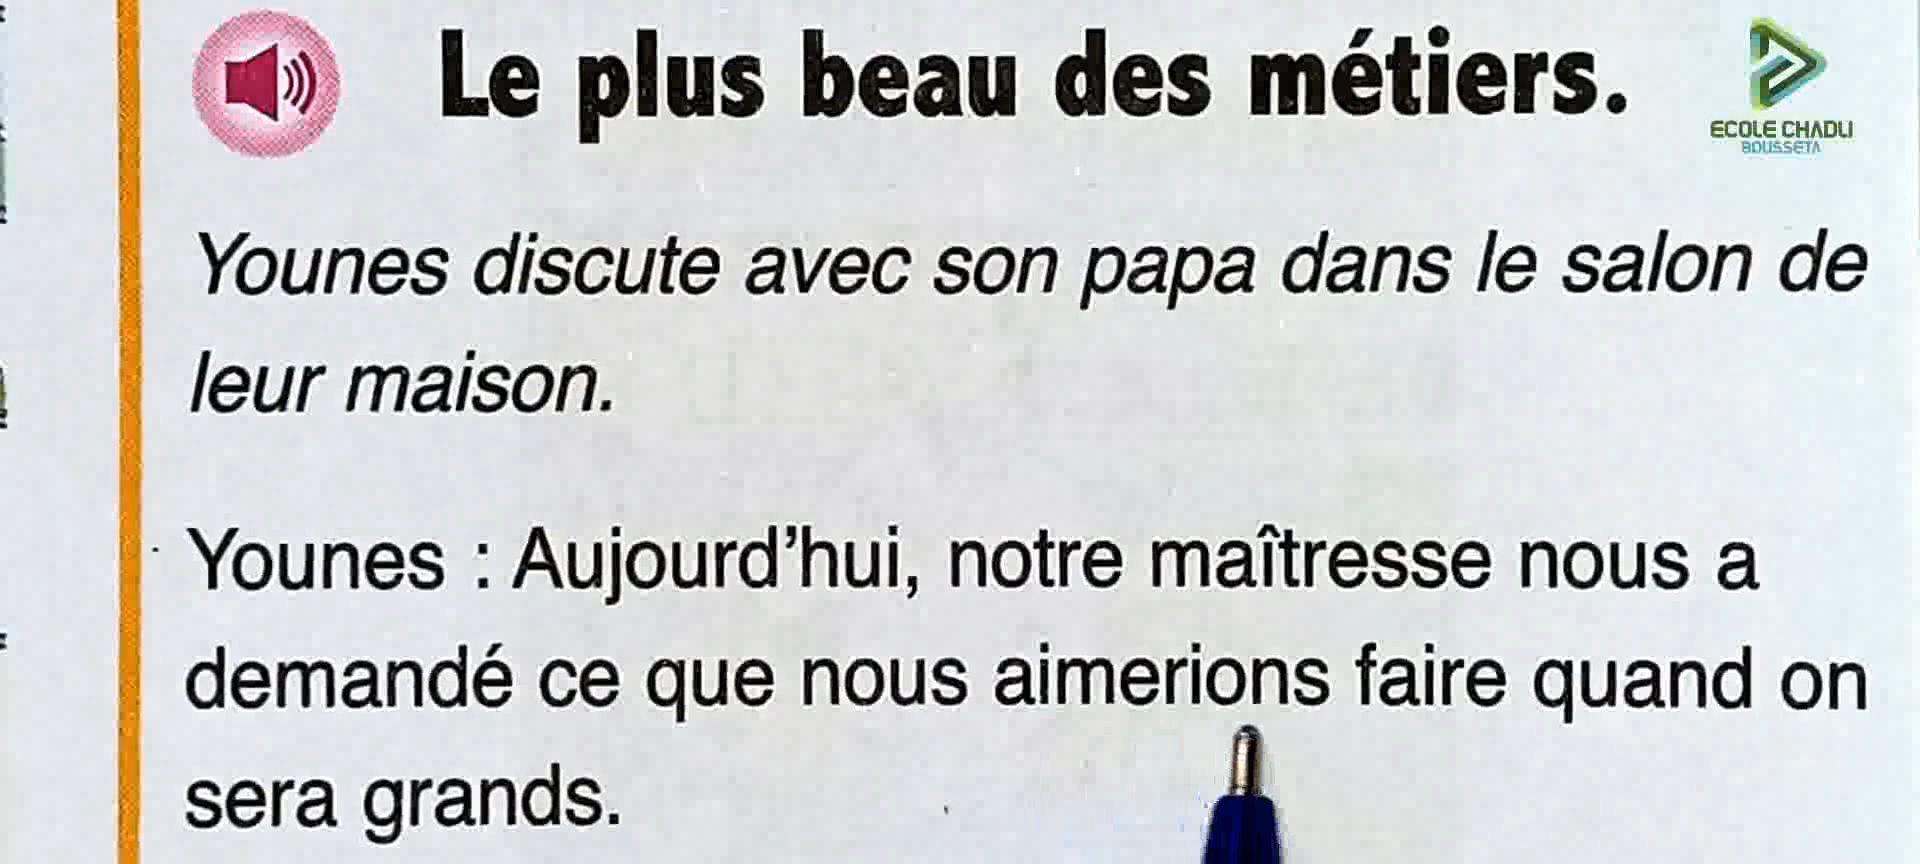 Le plus beau des métiers.
ECOLE CHADLI
BOUSSETA
Younes discute avec son papa dans le salon de
leur maison.
Younes : Aujourd'hui, notre maîtresse nous a
demandé ce que nous aimerions faire quand on
sera grands.